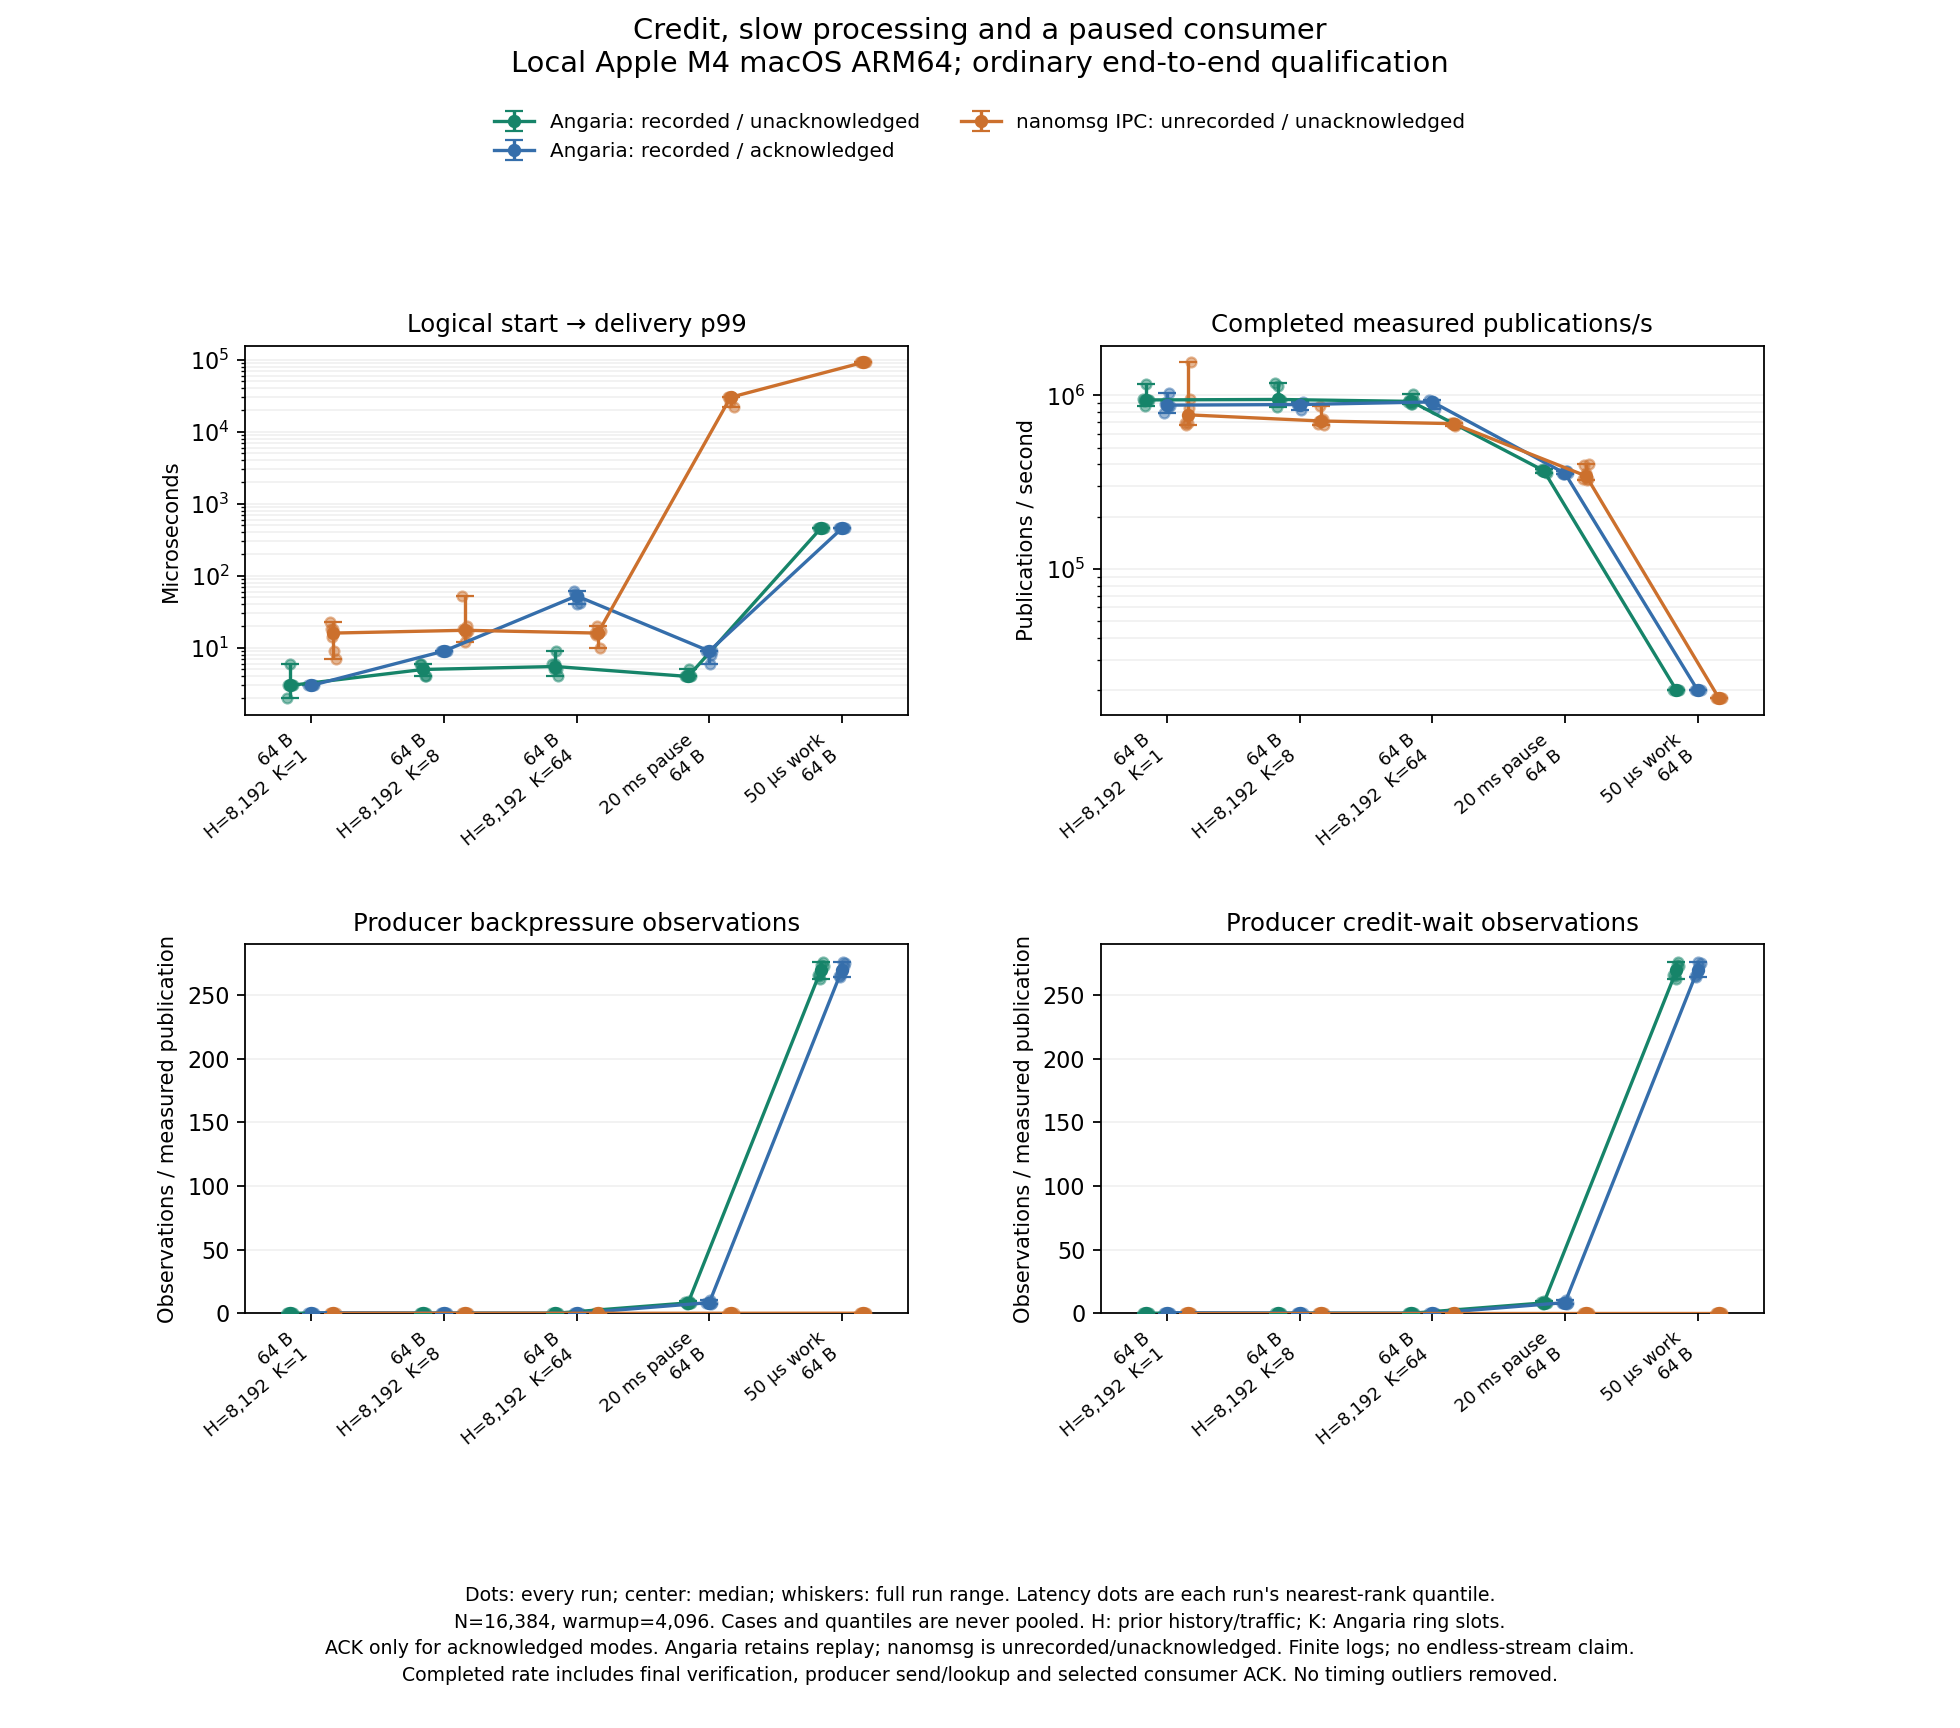 Credit, slow processing and a paused consumer
Local Apple M4 macOS ARM64; ordinary end-to-end qualification
Angaria: recorded / unacknowledged
Angaria: recorded / acknowledged
nanomsg IPC: unrecorded / unacknowledged
Logical start → delivery p99
Microseconds
10⁵
10⁴
10³
10²
10¹
64 B
H=8,192 K=1
64 B
H=8,192 K=8
64 B
H=8,192 K=64
20 ms pause
64 B
50 µs work
64 B
Completed measured publications/s
Publications / second
10⁶
10⁵
64 B
H=8,192 K=1
64 B
H=8,192 K=8
64 B
H=8,192 K=64
20 ms pause
64 B
50 µs work
64 B
Producer backpressure observations
Observations / measured publication
250
200
150
100
50
0
64 B
H=8,192 K=1
64 B
H=8,192 K=8
64 B
H=8,192 K=64
20 ms pause
64 B
50 µs work
64 B
Producer credit-wait observations
Observations / measured publication
250
200
150
100
50
0
64 B
H=8,192 K=1
64 B
H=8,192 K=8
64 B
H=8,192 K=64
20 ms pause
64 B
50 µs work
64 B
Dots: every run; center: median; whiskers: full run range. Latency dots are each run's nearest-rank quantile.
N=16,384, warmup=4,096. Cases and quantiles are never pooled. H: prior history/traffic; K: Angaria ring slots.
ACK only for acknowledged modes. Angaria retains replay; nanomsg is unrecorded/unacknowledged. Finite logs; no endless-stream claim.
Completed rate includes final verification, producer send/lookup and selected consumer ACK. No timing outliers removed.